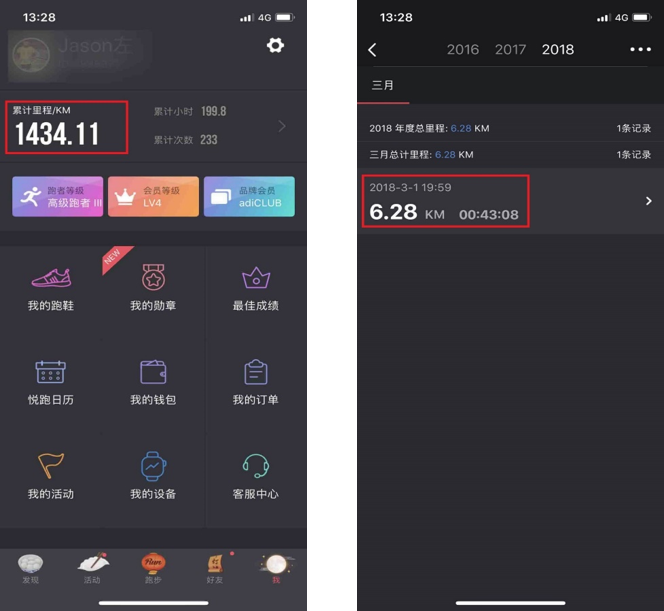 13:28
4G
Jason左
累计里程/KM
1434.11
累计小时 199.8
累计次数 233
跑者等级
高级跑者 III
会员等级
LV4
品牌会员
adiCLUB
NEW
我的跑鞋
我的勋章
最佳成绩
悦跑日历
我的钱包
我的订单
我的活动
我的设备
客服中心
发现
活动
跑步
好友
我
13:28
4G
2016 2017 2018
三月
2018 年度总里程: 6.28 KM 1条记录
三月总计里程: 6.28 KM 1条记录
2018-3-1 19:59
6.28 KM 00:43:08